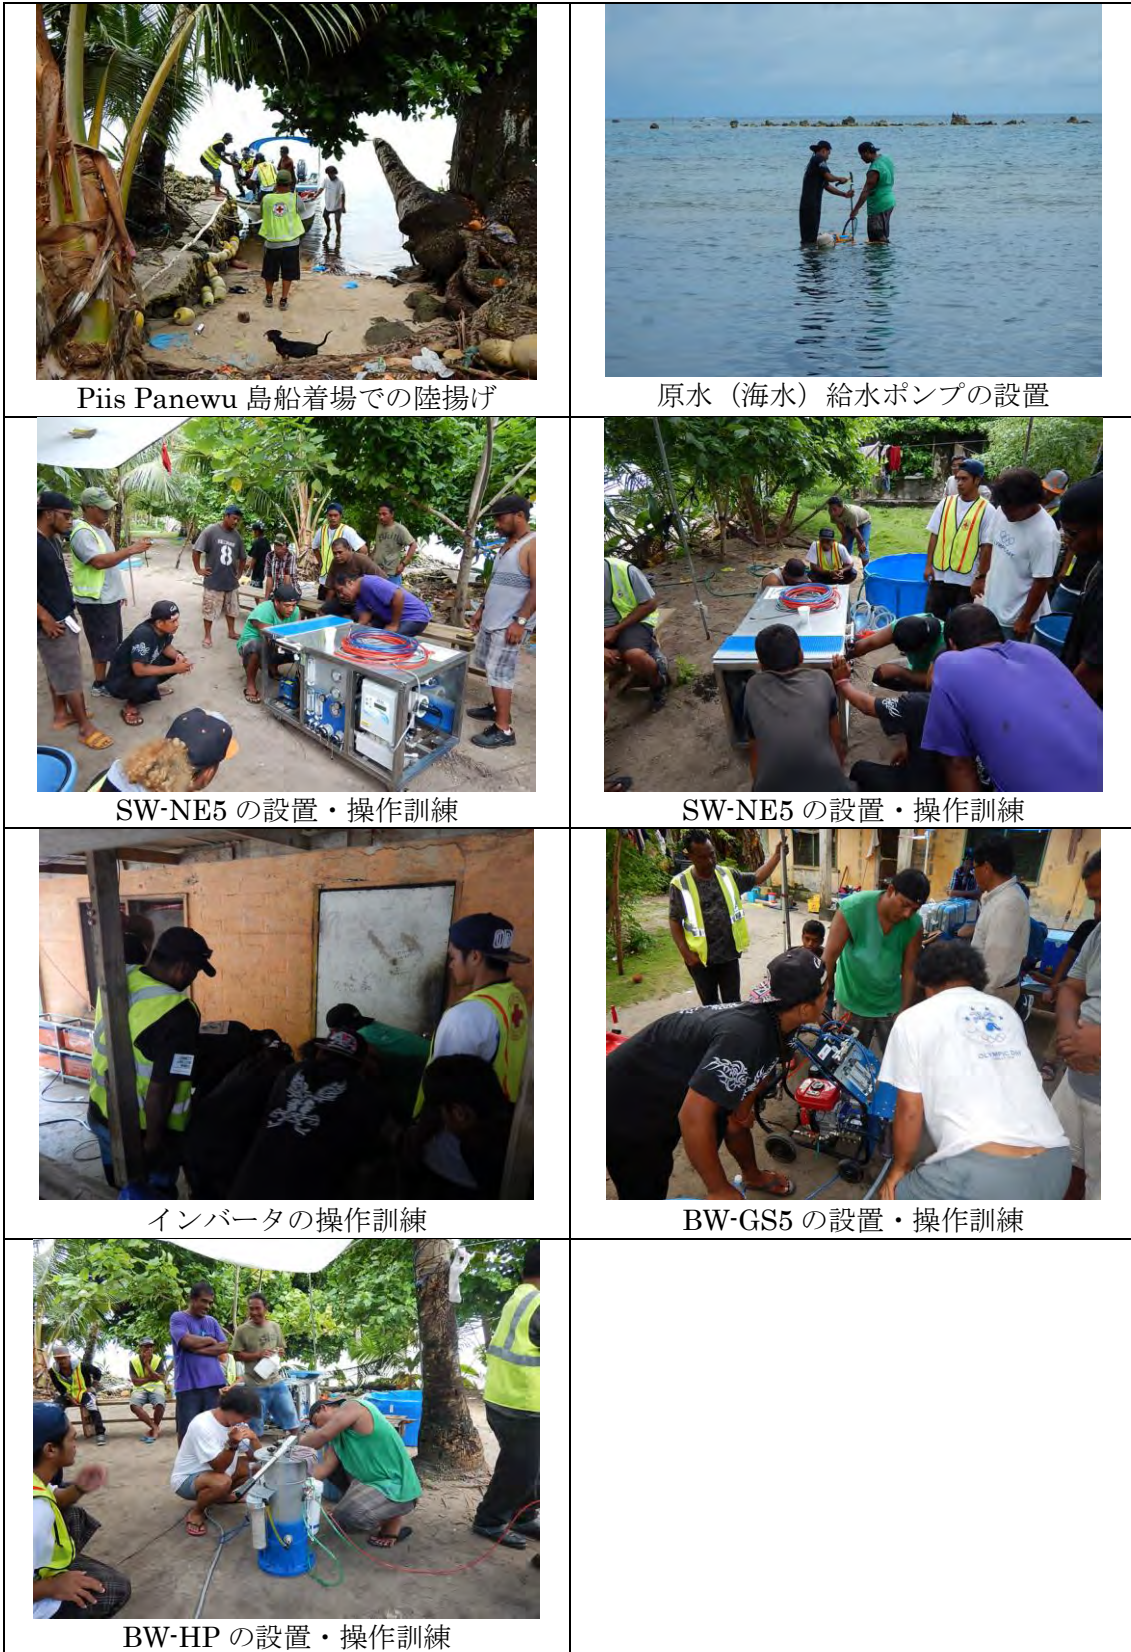 Piis Panewu 島船着場での陸揚げ
原水（海水）給水ポンプの設置
SW-NE5 の設置・操作訓練
SW-NE5 の設置・操作訓練
インバータの操作訓練
BW-GS5 の設置・操作訓練
OLYMPIC DAY
8
BW-HP の設置・操作訓練